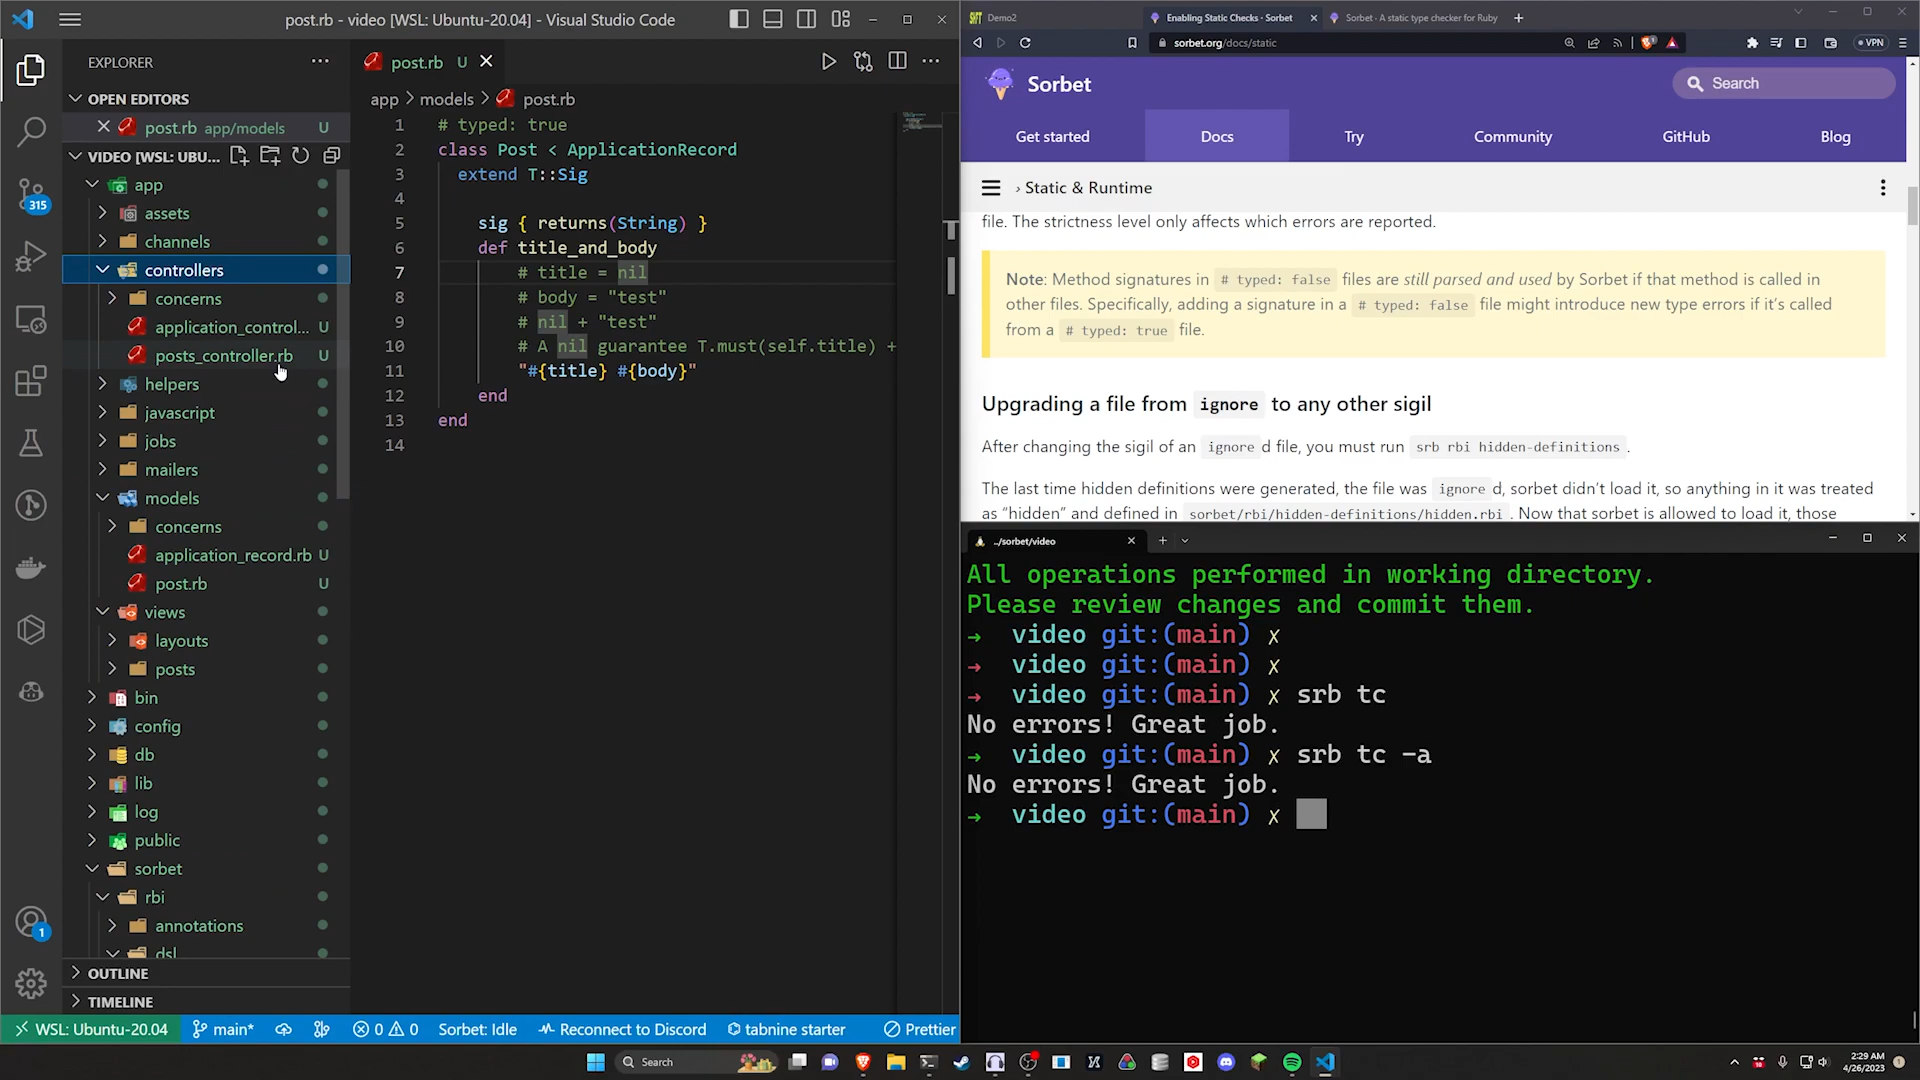 post.rb - video [WSL: Ubuntu-20.04] - Visual Studio Code
EXPLORER
OPEN EDITORS
post.rb app/models U
VIDEO [WSL: UBU...
app
assets
channels
controllers
concerns
application_control... U
posts_controller.rb U
helpers
javascript
jobs
mailers
models
concerns
application_record.rb U
post.rb U
views
layouts
posts
bin
config
db
lib
log
public
sorbet
rbi
annotations
dsl
OUTLINE
TIMELINE
315
1
post.rb U
app > models > post.rb
1 # typed: true
2 class Post < ApplicationRecord
3 extend T::Sig
4
5 sig { returns(String) }
6 def title_and_body
7 # title = nil
8 # body = "test"
9 # nil + "test"
10 # A nil guarantee T.must(self.title) +
11 "#{title} #{body}"
12 end
13 end
14
WSL: Ubuntu-20.04 main* 0 0 Sorbet: Idle Reconnect to Discord tabnine starter Prettier
Demo2
Enabling Static Checks · Sorbet
Sorbet · A static type checker for Ruby
sorbet.org/docs/static
VPN
Sorbet
Search
Get started Docs Try Community GitHub Blog
› Static & Runtime
file. The strictness level only affects which errors are reported.
Note: Method signatures in # typed: false files are still parsed and used by Sorbet if that method is called in
other files. Specifically, adding a signature in a # typed: false file might introduce new type errors if it's called
from a # typed: true file.
Upgrading a file from ignore to any other sigil
After changing the sigil of an ignore d file, you must run srb rbi hidden-definitions .
The last time hidden definitions were generated, the file was ignore d, sorbet didn't load it, so anything in it was treated
as "hidden" and defined in sorbet/rbi/hidden-definitions/hidden.rbi . Now that sorbet is allowed to load it, those
../sorbet/video
All operations performed in working directory.
Please review changes and commit them.
→ video git:(main) ✗
→ video git:(main) ✗
→ video git:(main) ✗ srb tc
No errors! Great job.
→ video git:(main) ✗ srb tc -a
No errors! Great job.
→ video git:(main) ✗
Search
2:29 AM
4/26/2023